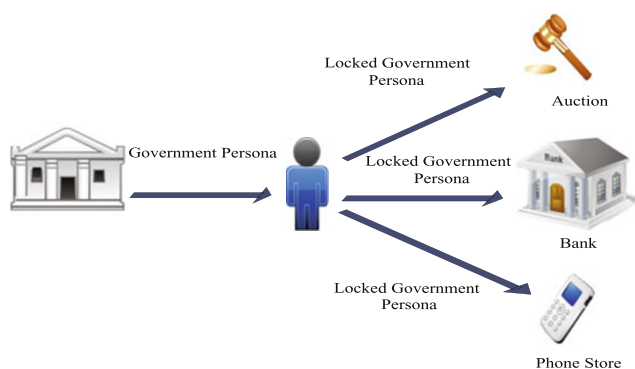 Locked Government
Persona
Auction
Government Persona
Locked Government
Persona
Bank
Bank
Locked Government
Persona
Phone Store